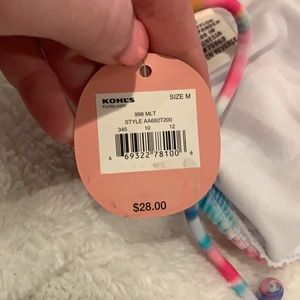 KOHL'S
Kohls.com
SIZE M
998 MLT
STYLE AA692T200
345 10 12
6 69322 78100 6
$28.00